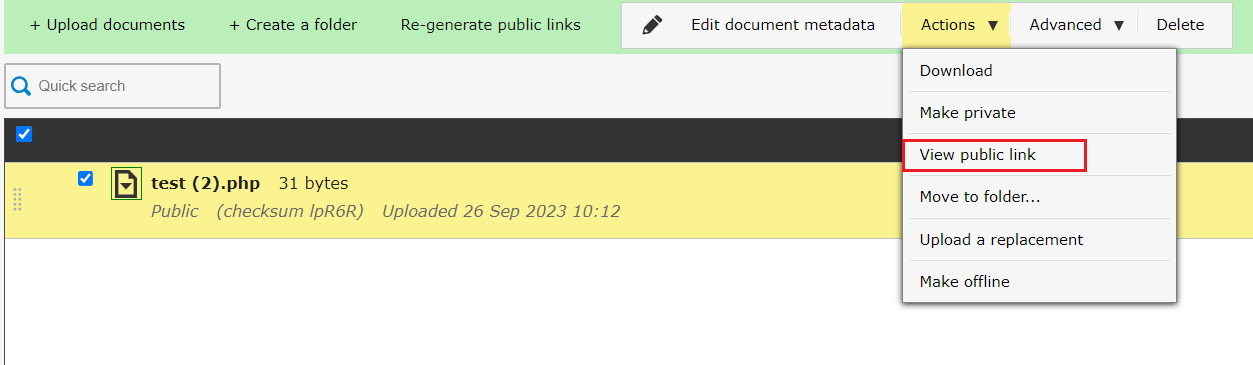 + Upload documents + Create a folder Re-generate public links Edit document metadata Actions ▼ Advanced ▼ Delete
Quick search
Download
Make private
View public link
Move to folder...
Upload a replacement
Make offline
test (2).php 31 bytes
Public (checksum lpR6R) Uploaded 26 Sep 2023 10:12